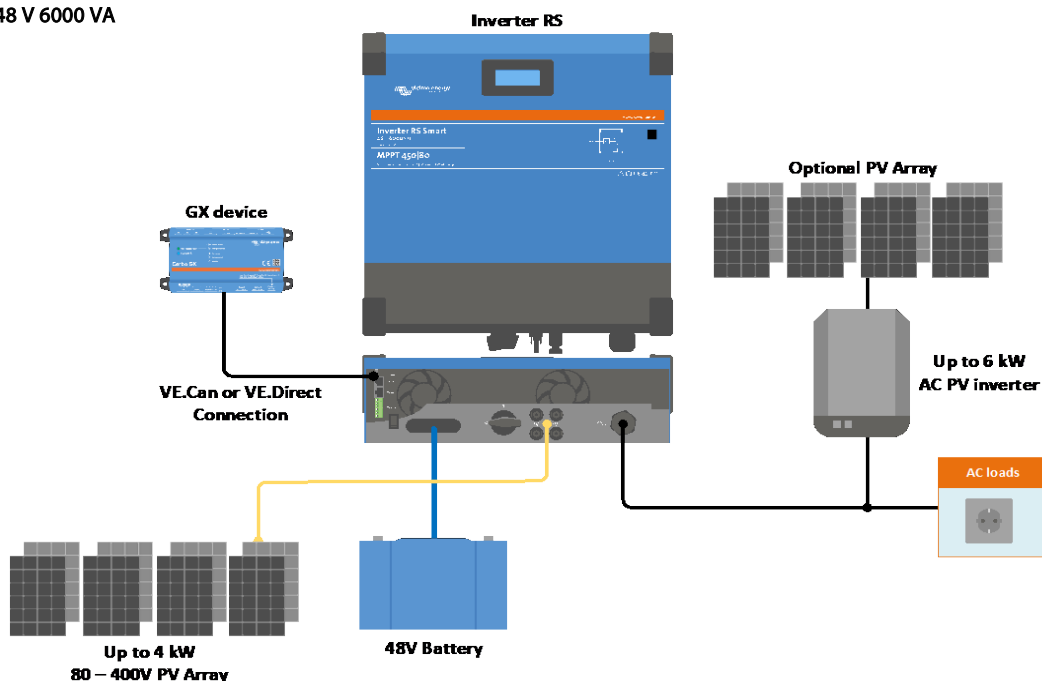 48 V 6000 VA
Inverter RS
Inverter RS Smart
MPPT 450|80
Optional PV Array
GX device
Cerbo GX
VE.Can or VE.Direct
Connection
Up to 6 kW
AC PV inverter
AC loads
Up to 4 kW
80 – 400V PV Array
48V Battery